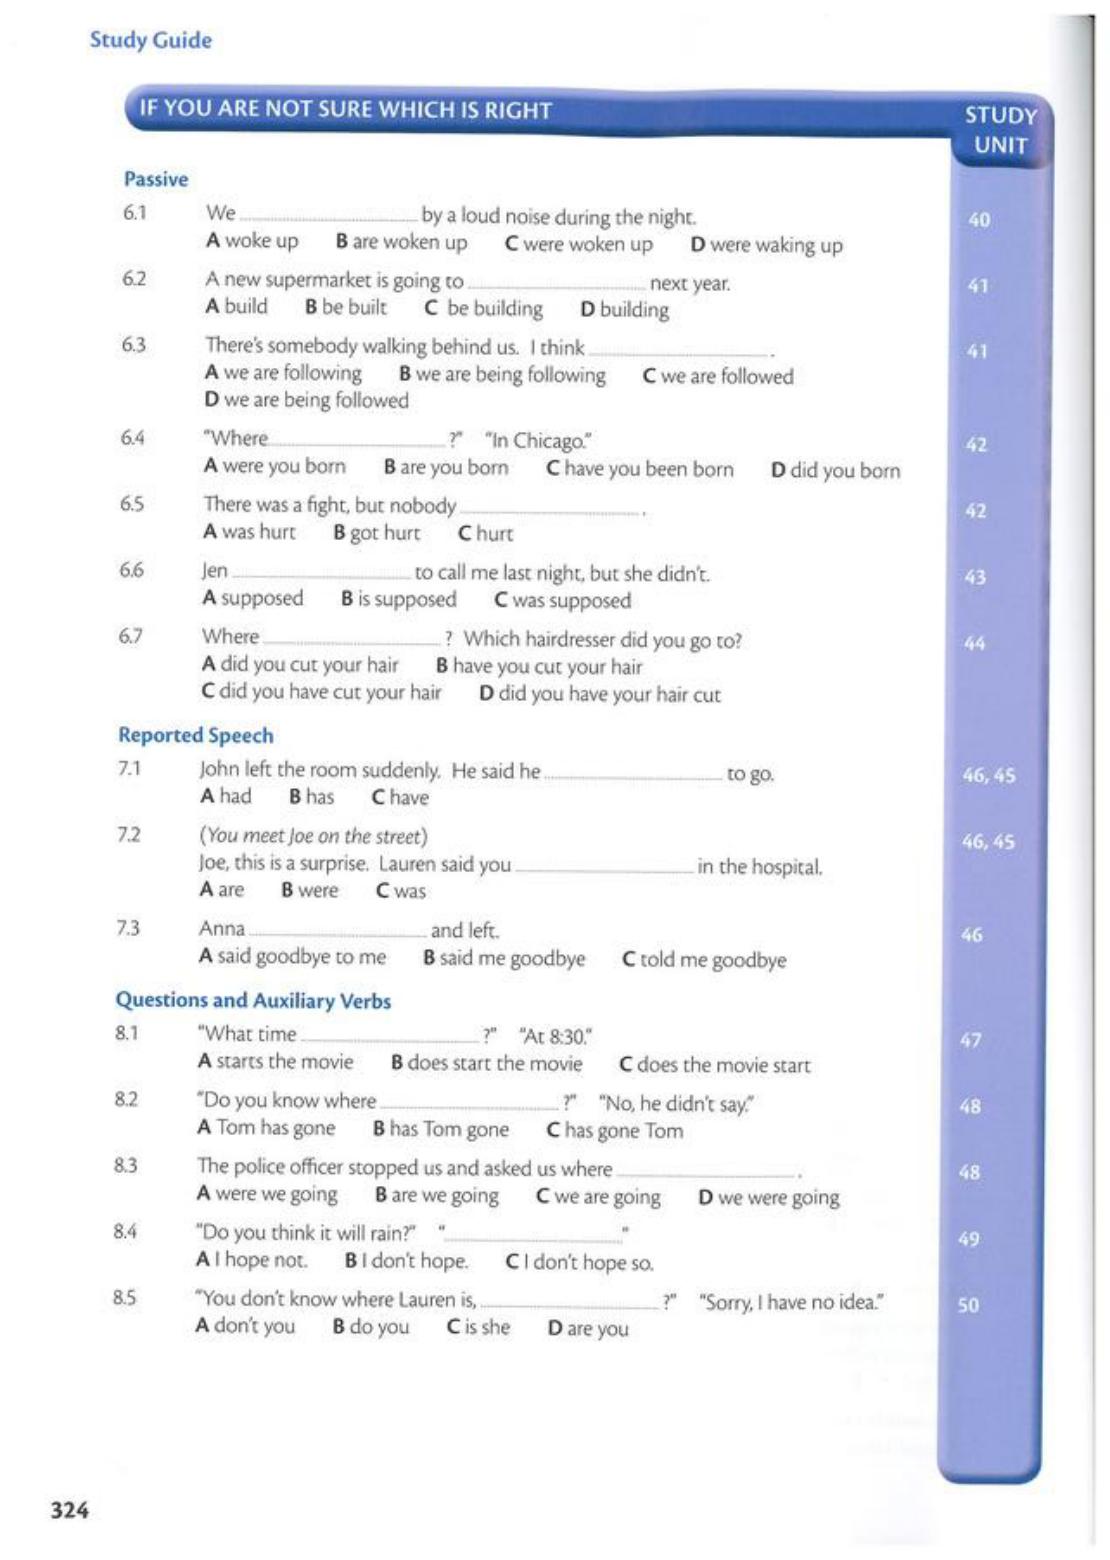 Study Guide
IF YOU ARE NOT SURE WHICH IS RIGHT
STUDY
UNIT
Passive
6.1 We .............................. by a loud noise during the night. 40
A woke up B are woken up C were woken up D were waking up
6.2 A new supermarket is going to .............................. next year. 41
A build B be built C be building D building
6.3 There's somebody walking behind us. I think .............................. . 41
A we are following B we are being following C we are followed
D we are being followed
6.4 "Where .............................. ?" "In Chicago." 42
A were you born B are you born C have you been born D did you born
6.5 There was a fight, but nobody .............................. . 42
A was hurt B got hurt C hurt
6.6 Jen .............................. to call me last night, but she didn't. 43
A supposed B is supposed C was supposed
6.7 Where .............................. ? Which hairdresser did you go to? 44
A did you cut your hair B have you cut your hair
C did you have cut your hair D did you have your hair cut
Reported Speech
7.1 John left the room suddenly. He said he .............................. to go. 46, 45
A had B has C have
7.2 (You meet Joe on the street) 46, 45
Joe, this is a surprise. Lauren said you .............................. in the hospital.
A are B were C was
7.3 Anna .............................. and left. 46
A said goodbye to me B said me goodbye C told me goodbye
Questions and Auxiliary Verbs
8.1 "What time .............................. ?" "At 8:30." 47
A starts the movie B does start the movie C does the movie start
8.2 "Do you know where .............................. ?" "No, he didn't say." 48
A Tom has gone B has Tom gone C has gone Tom
8.3 The police officer stopped us and asked us where .............................. . 48
A were we going B are we going C we are going D we were going
8.4 "Do you think it will rain?" ".............................." 49
A I hope not. B I don't hope. C I don't hope so.
8.5 "You don't know where Lauren is, .............................. ?" "Sorry, I have no idea." 50
A don't you B do you C is she D are you
324